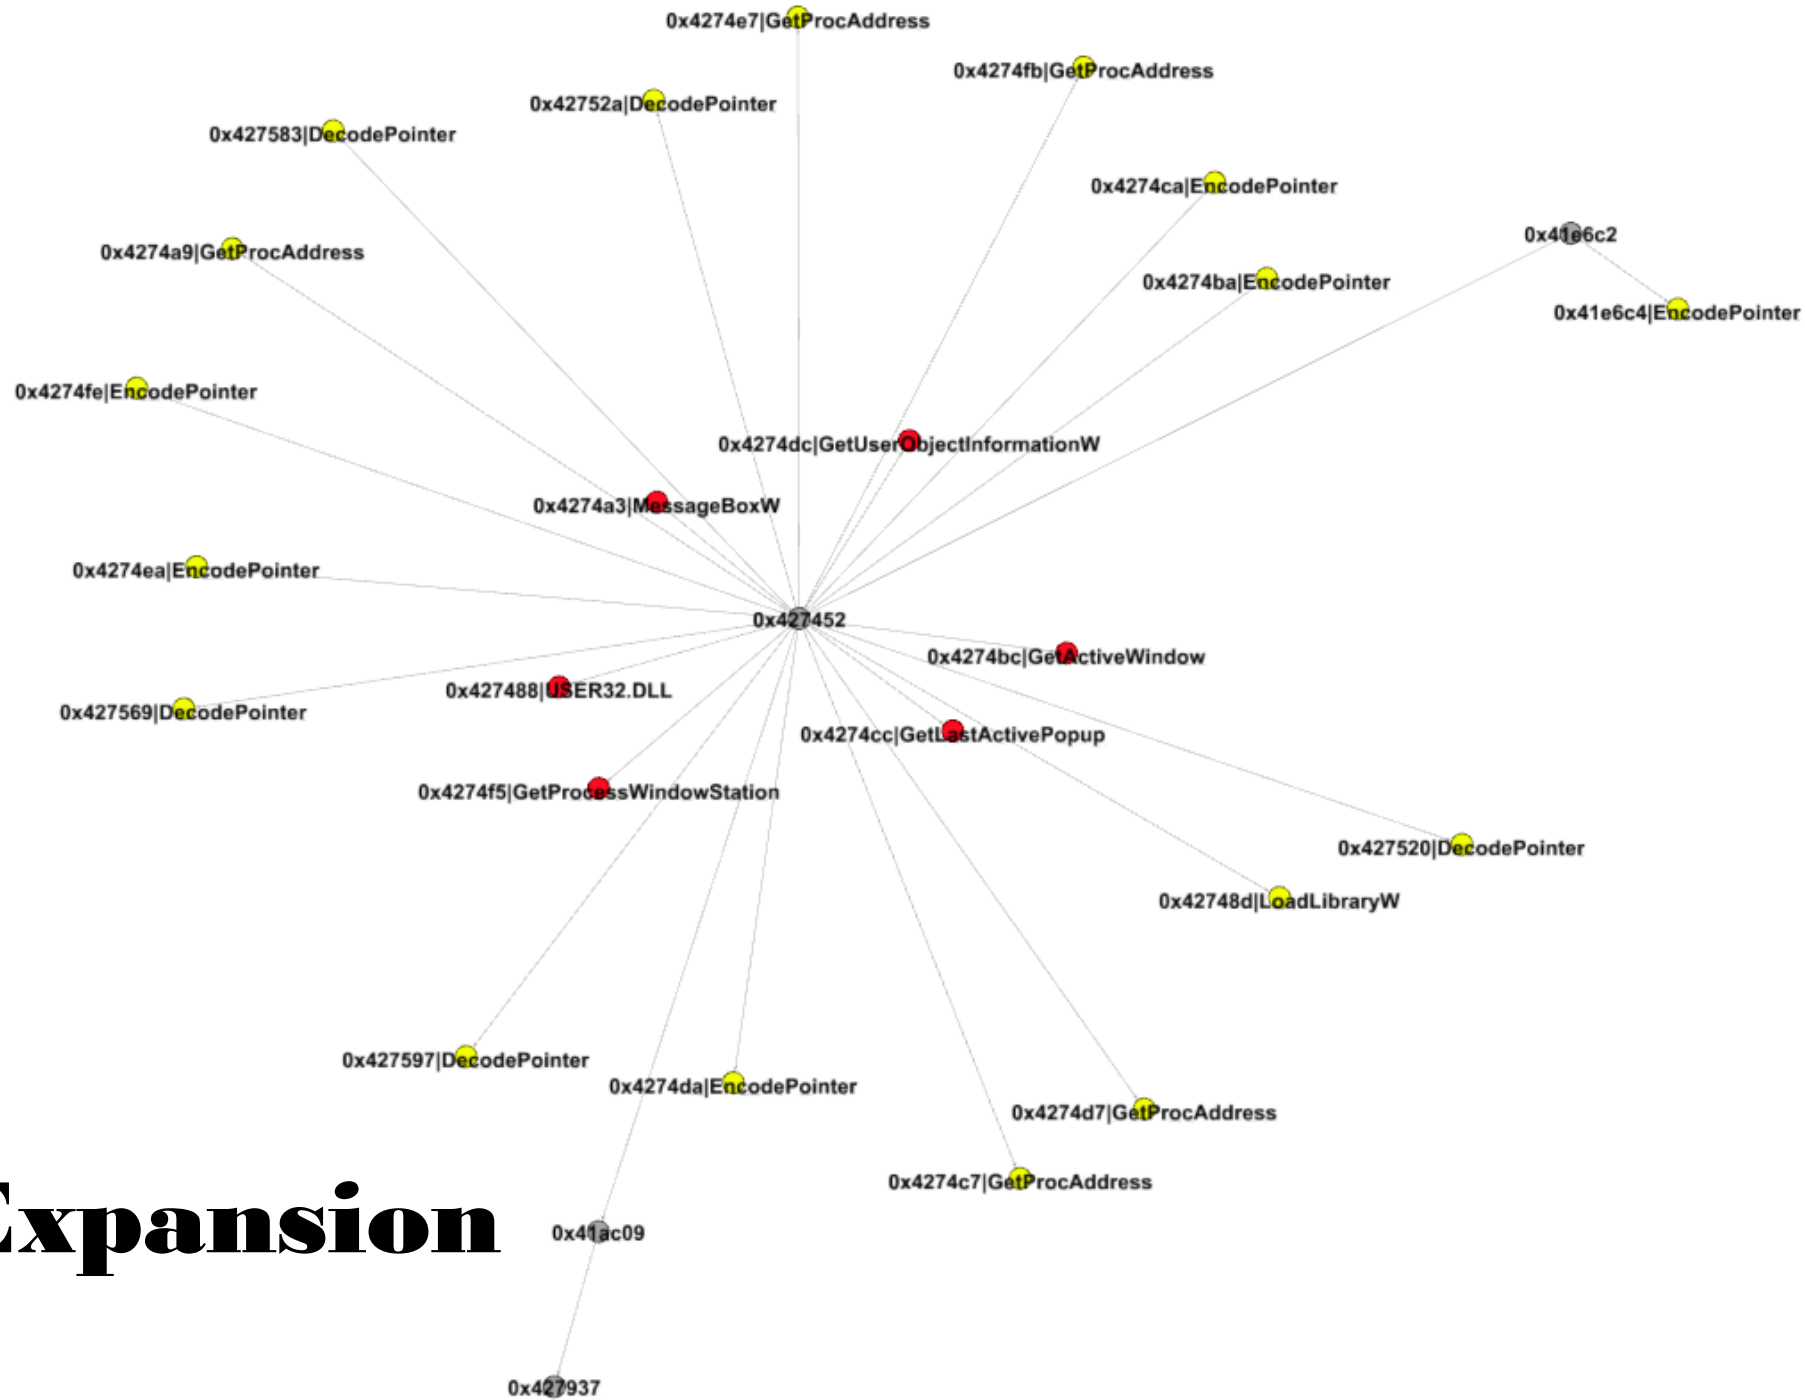 0x4274e7|GetProcAddress
0x4274fb|GetProcAddress
0x42752a|DecodePointer
0x427583|DecodePointer
0x4274ca|EncodePointer
0x41e6c2
0x4274a9|GetProcAddress
0x4274ba|EncodePointer
0x41e6c4|EncodePointer
0x4274fe|EncodePointer
0x4274dc|GetUserObjectInformationW
0x4274a3|MessageBoxW
0x4274ea|EncodePointer
0x427452
0x4274bc|GetActiveWindow
0x427488|USER32.DLL
0x427569|DecodePointer
0x4274cc|GetLastActivePopup
0x4274f5|GetProcessWindowStation
0x427520|DecodePointer
0x42748d|LoadLibraryW
0x427597|DecodePointer
0x4274da|EncodePointer
0x4274d7|GetProcAddress
0x4274c7|GetProcAddress
Expansion
0x41ac09
0x427937